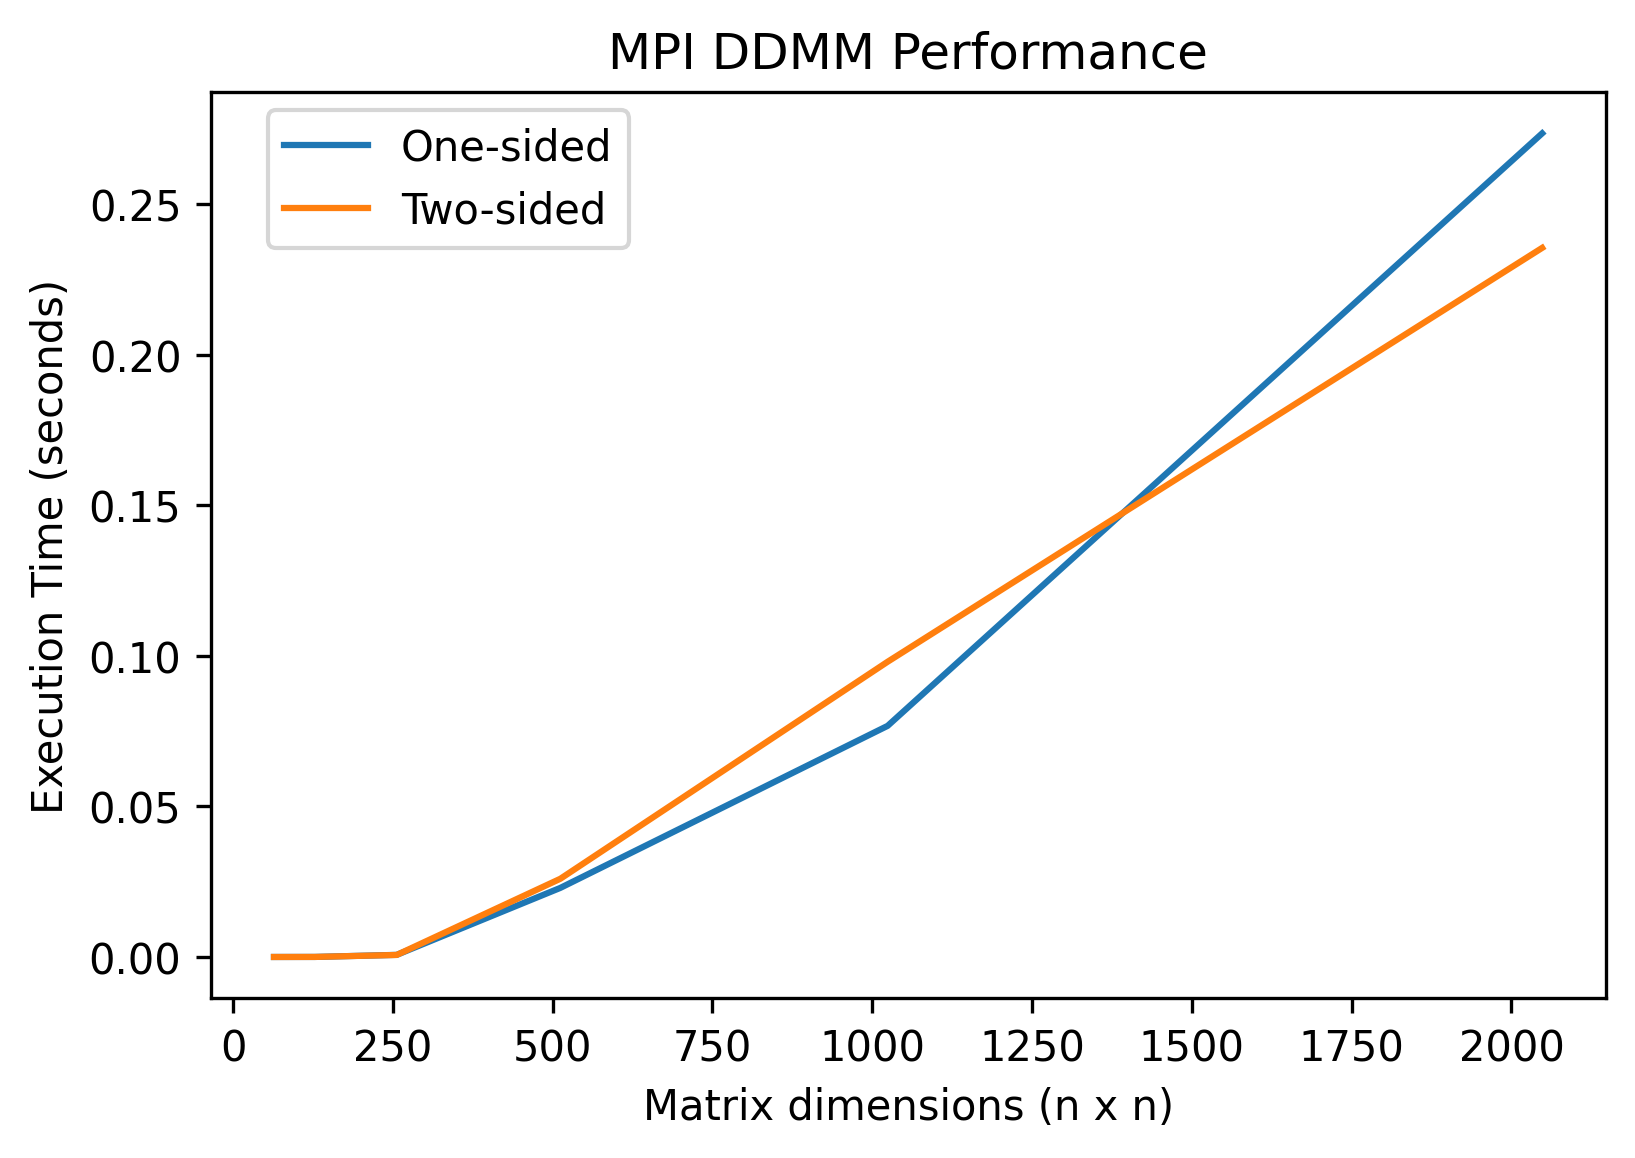 MPI DDMM Performance
One-sided
Two-sided
Execution Time (seconds)
0.25
0.20
0.15
0.10
0.05
0.00
0 250 500 750 1000 1250 1500 1750 2000
Matrix dimensions (n x n)